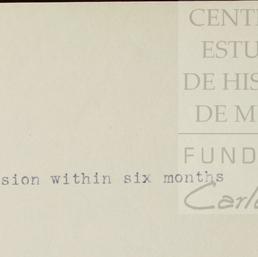 CENT
ESTU
DE HIS
DE M
FUND
Carl
sion within six months